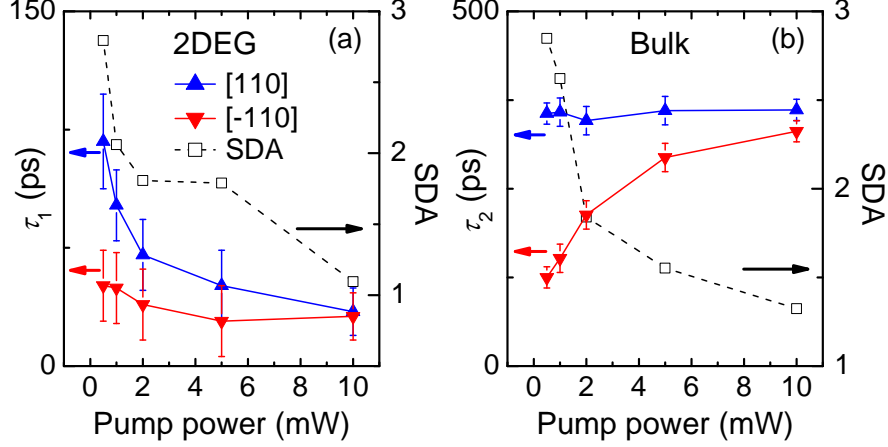 150
3
500
3
2DEG
(a)
Bulk
(b)
[110]
[-110]
SDA
τ1 (ps)
2
SDA
τ2 (ps)
2
SDA
1
0
0
1
0 2 4 6 8 10
0 2 4 6 8 10
Pump power (mW)
Pump power (mW)